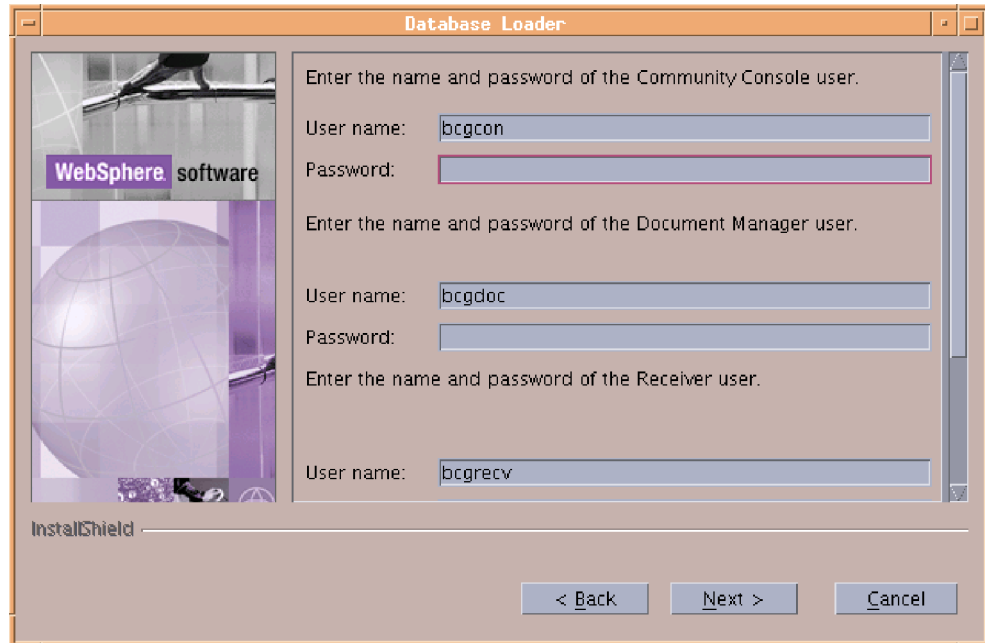 Database Loader
WebSphere. software
Enter the name and password of the Community Console user.
User name: bcgcon
Password:
Enter the name and password of the Document Manager user.
User name: bcgdoc
Password:
Enter the name and password of the Receiver user.
User name: bcgrecv
InstallShield
< Back Next > Cancel